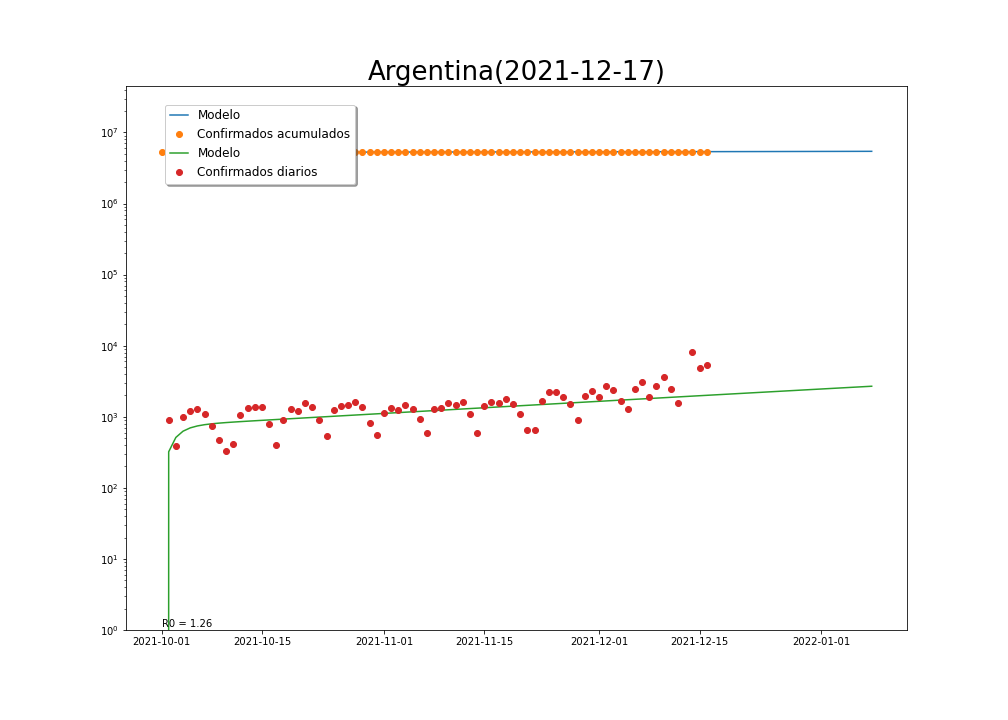 Argentina(2021-12-17)
Modelo
Confirmados acumulados
Modelo
Confirmados diarios
10⁷
10⁶
10⁵
10⁴
10³
10²
10¹
10⁰
R0 = 1.26
2021-10-01 2021-10-15 2021-11-01 2021-11-15 2021-12-01 2021-12-15 2022-01-01